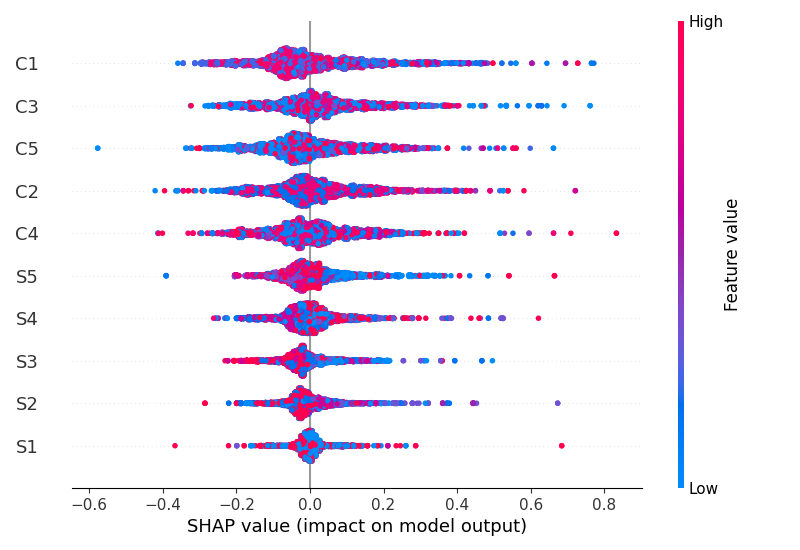 High
C1
C3
C5
C2
C4
S5
S4
S3
S2
S1
Feature value
Low
−0.6 −0.4 −0.2 0.0 0.2 0.4 0.6 0.8
SHAP value (impact on model output)